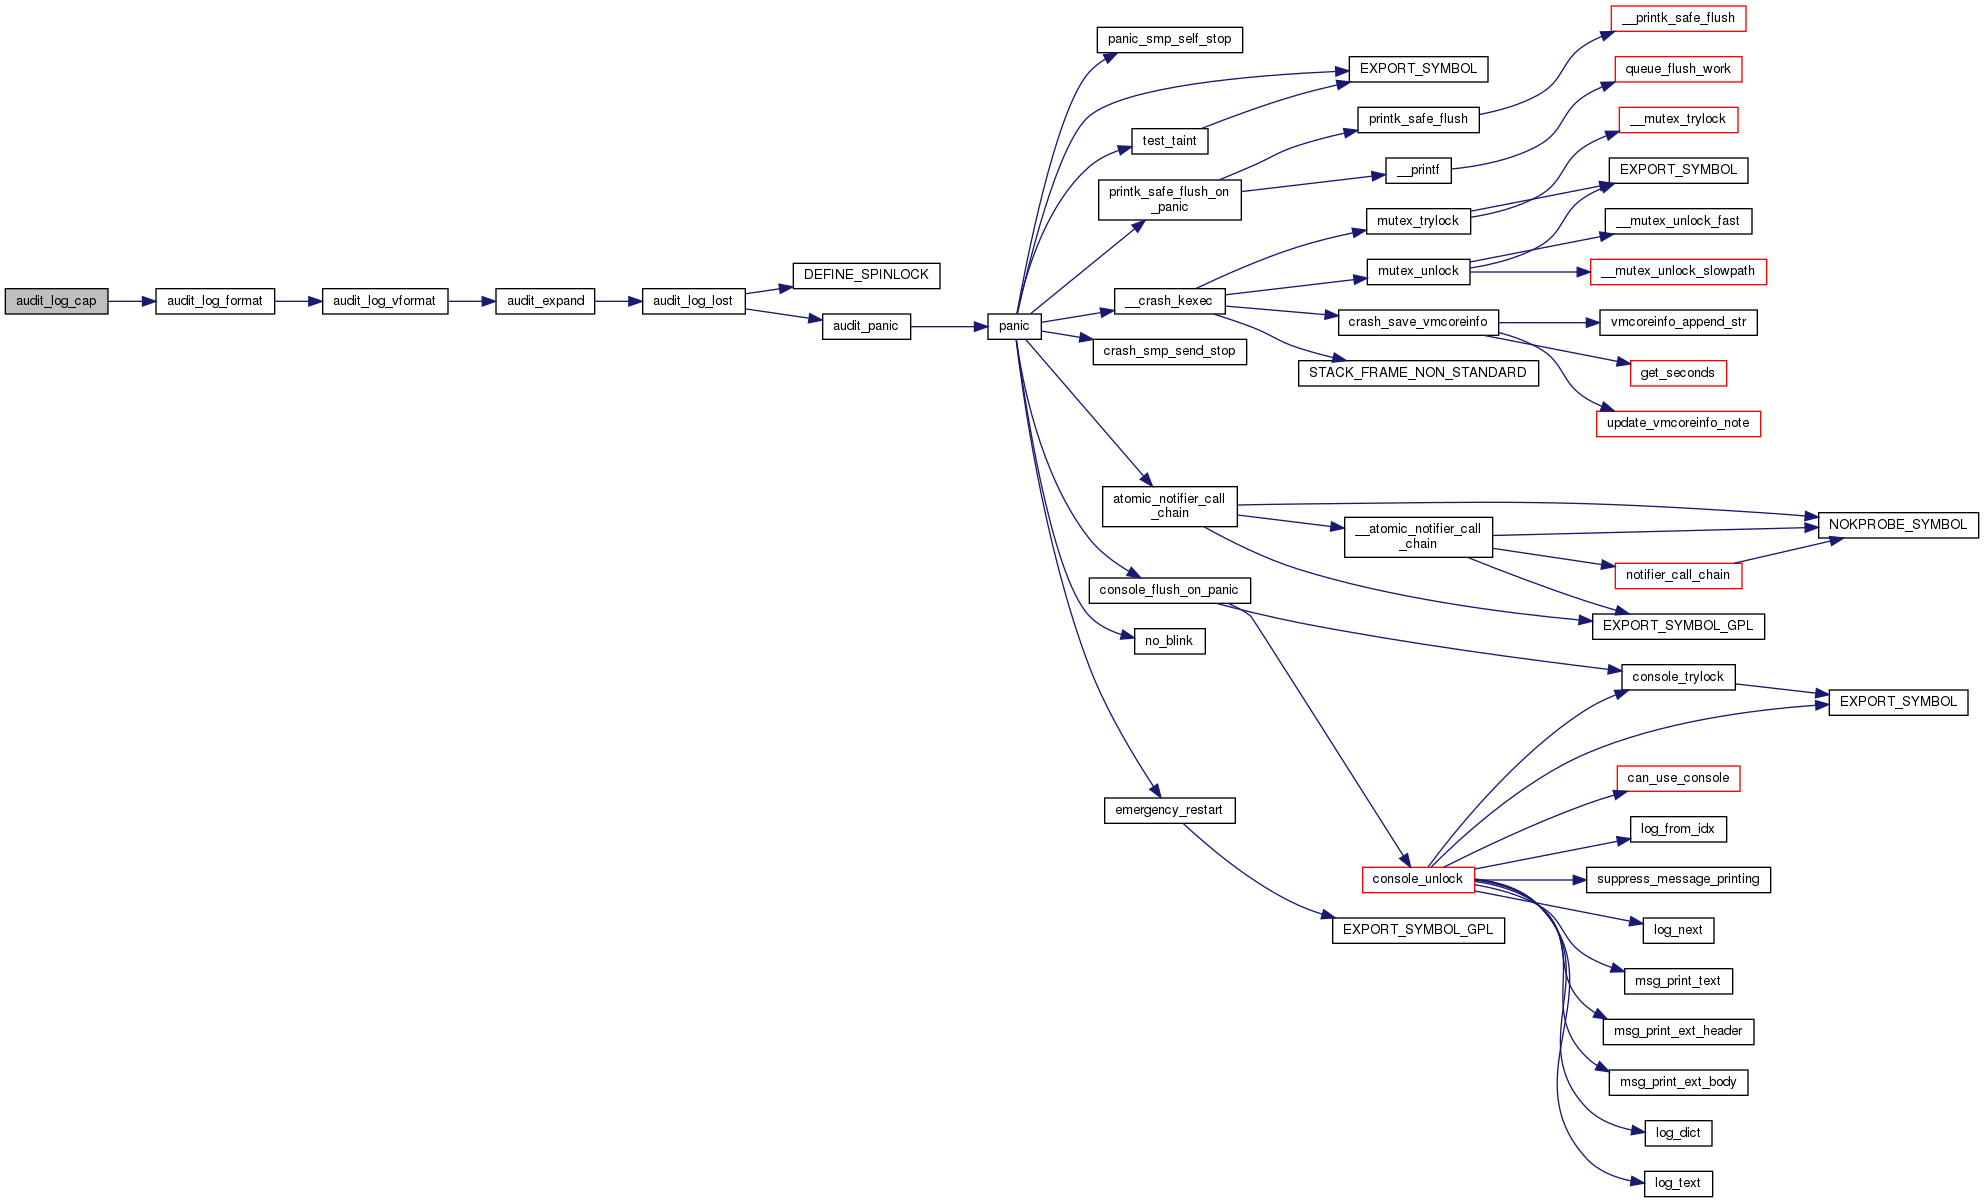 audit_log_cap
audit_log_format
audit_log_vformat
audit_expand
audit_log_lost
DEFINE_SPINLOCK
audit_panic
panic
panic_smp_self_stop
EXPORT_SYMBOL
test_taint
printk_safe_flush_on
_panic
printk_safe_flush
__printk_safe_flush
__printf
queue_flush_work
__crash_kexec
mutex_trylock
__mutex_trylock
EXPORT_SYMBOL
mutex_unlock
__mutex_unlock_fast
__mutex_unlock_slowpath
crash_save_vmcoreinfo
vmcoreinfo_append_str
get_seconds
update_vmcoreinfo_note
STACK_FRAME_NON_STANDARD
crash_smp_send_stop
atomic_notifier_call
_chain
__atomic_notifier_call
_chain
NOKPROBE_SYMBOL
notifier_call_chain
EXPORT_SYMBOL_GPL
console_flush_on_panic
console_trylock
EXPORT_SYMBOL
no_blink
emergency_restart
EXPORT_SYMBOL_GPL
console_unlock
can_use_console
log_from_idx
suppress_message_printing
log_next
msg_print_text
msg_print_ext_header
msg_print_ext_body
log_dict
log_text